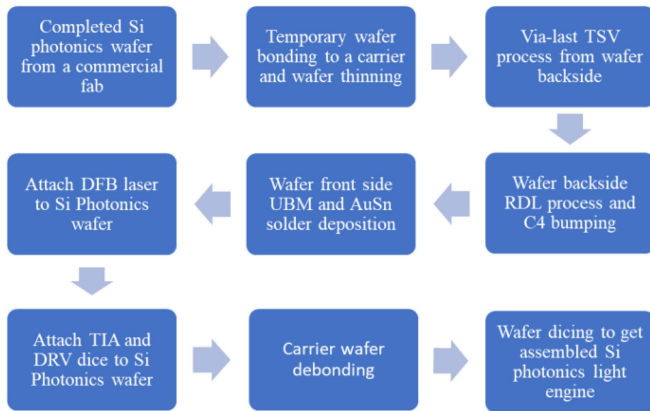 Completed Si
photonics wafer
from a commercial
fab
Temporary wafer
bonding to a carrier
and wafer thinning
Via-last TSV
process from wafer
backside
Wafer backside
RDL process and
C4 bumping
Wafer front side
UBM and AuSn
solder deposition
Attach DFB laser
to Si Photonics
wafer
Attach TIA and
DRV dice to Si
Photonics wafer
Carrier wafer
debonding
Wafer dicing to get
assembled Si
photonics light
engine